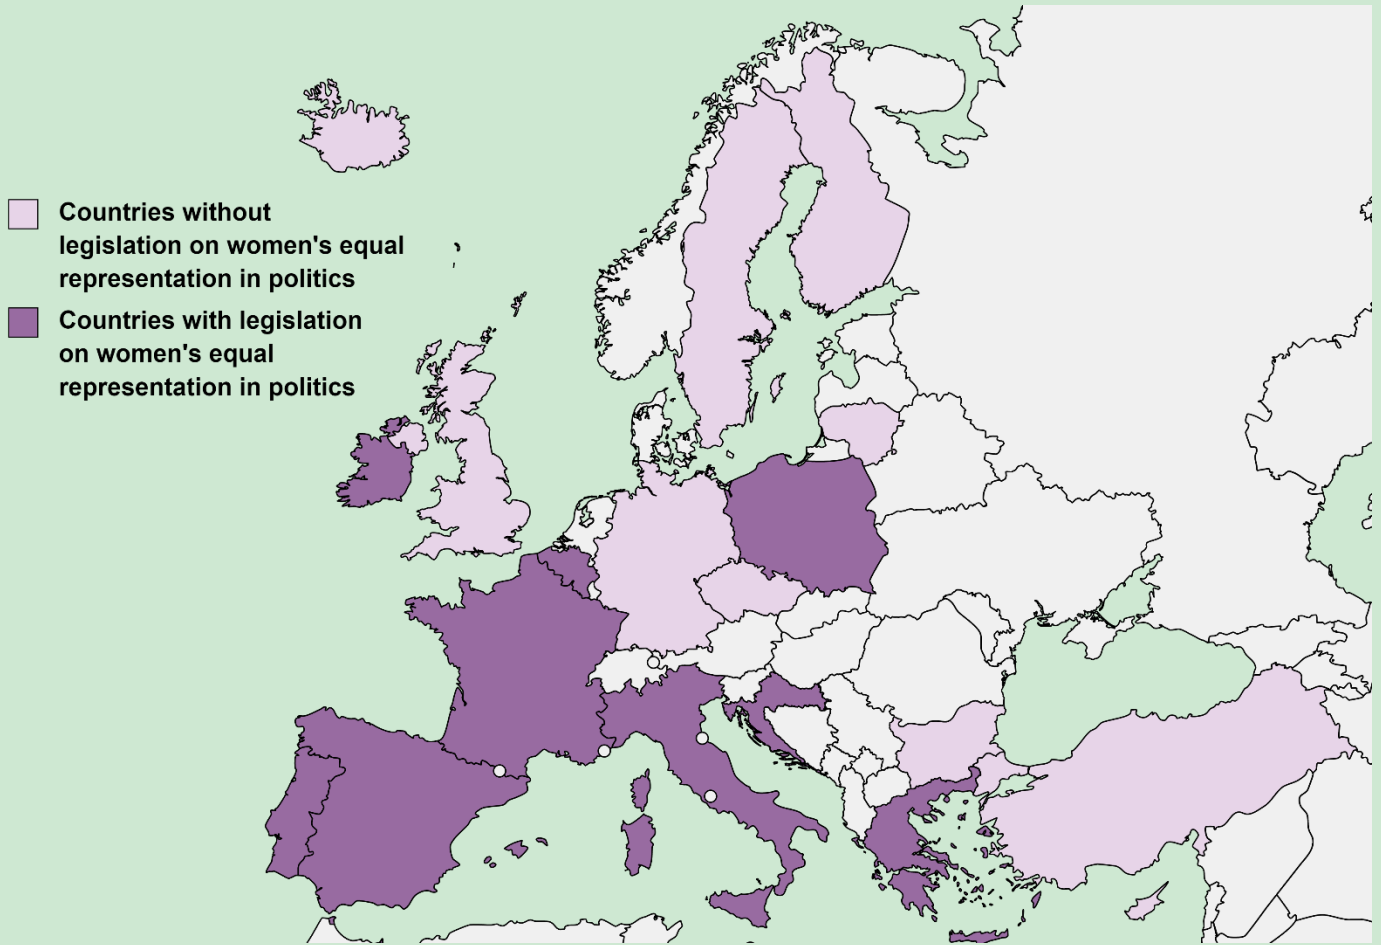 Countries without
legislation on women's equal
representation in politics
Countries with legislation
on women's equal
representation in politics